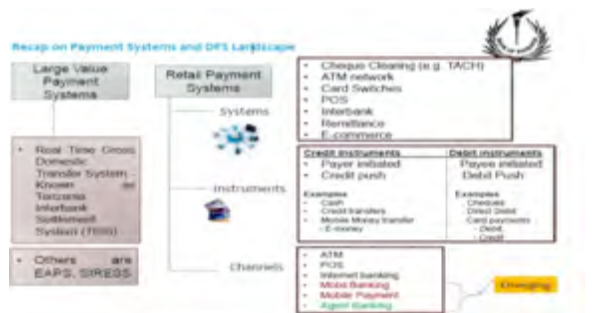 Recap on Payment Systems and DFS Landscape
Large Value
Payment
Systems
Retail Payment
Systems
Systems
• Cheque Clearing (e.g. TACH)
• ATM network
• Card Switches
• POS
• Interbank
• Remittance
• E-commerce
• Real Time Gross
Domestic
Transfer System
Known as
Tanzania
Interbank
Settlement
System (TISS)
• Others are
EAPS, SIRESS
Instruments
Credit Instruments
• Payer initiated
• Credit push
Examples
- Cash
- Credit transfers
- Mobile Money transfer
- E-money
Debit Instruments
Payee initiated
Debit Push
Examples
- Cheques
- Direct Debit
Card payments
- Debit
- Credit
Channels
• ATM
• POS
• Internet banking
• Mobil Banking
• Mobile Payment
• Agent Banking
Emerging